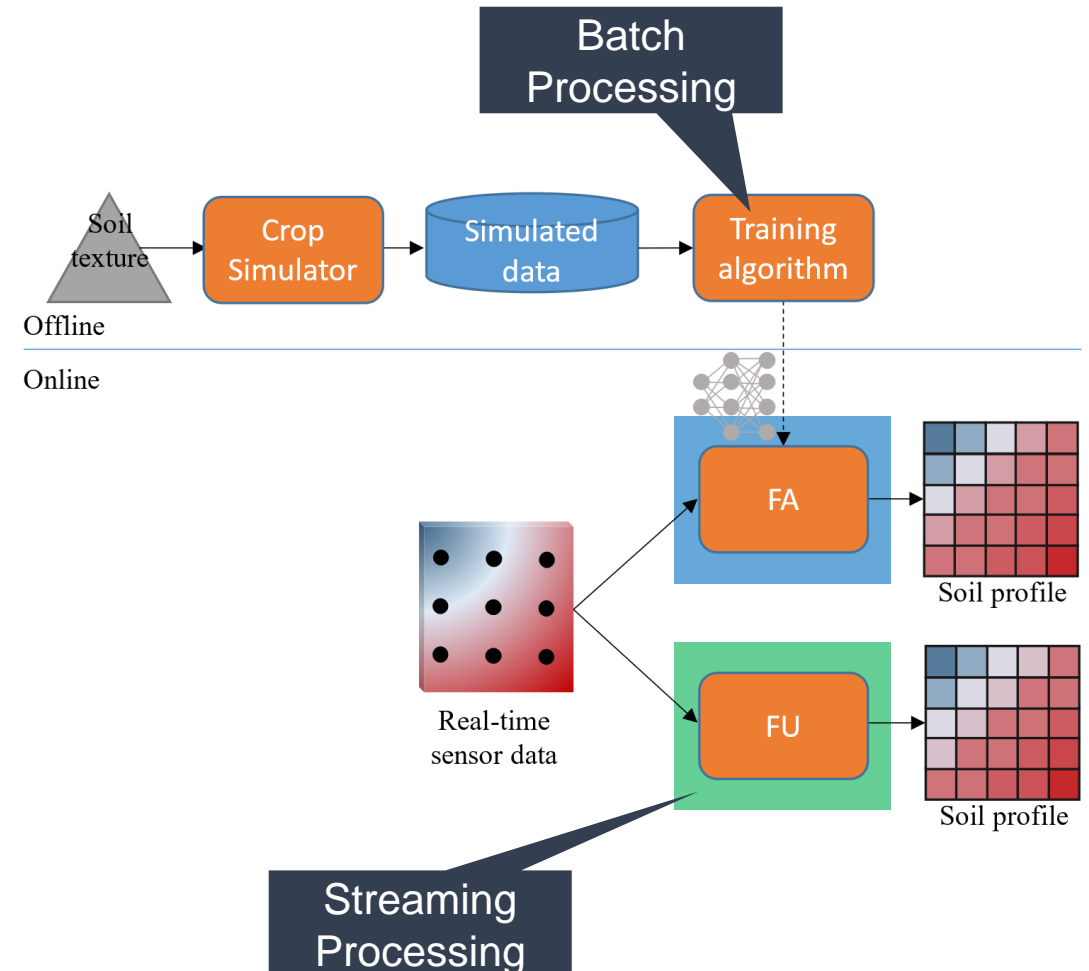 Batch
Processing
Soil
texture
Crop
Simulator
Simulated
data
Training
algorithm
Offline
Online
FA
Soil profile
Real-time
sensor data
FU
Soil profile
Streaming
Processing